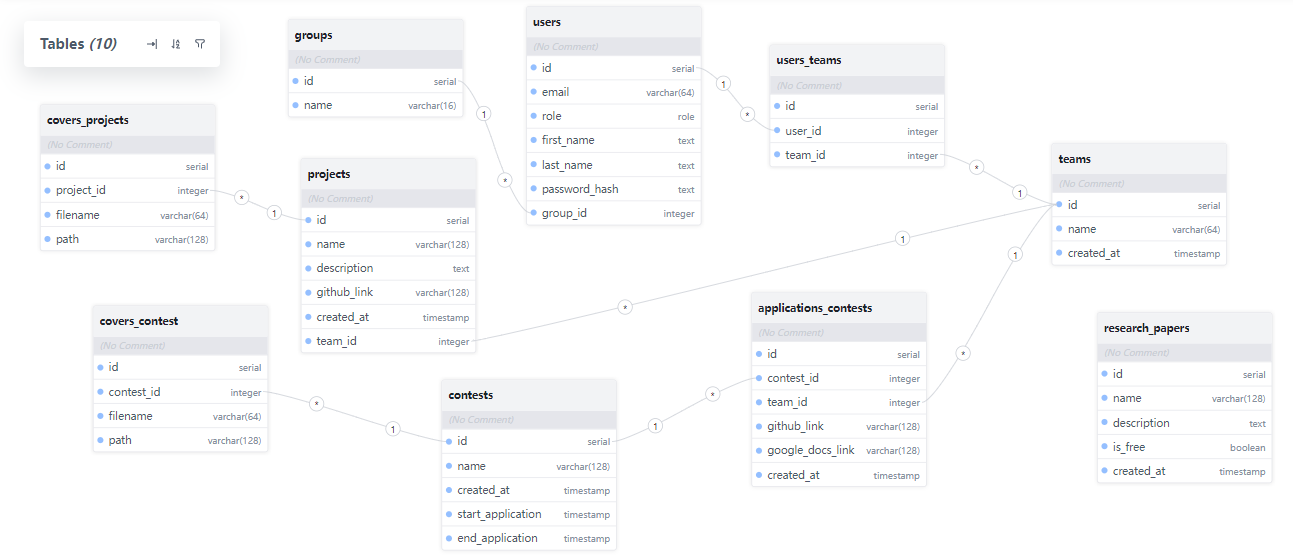 Tables (10)
groups
(No Comment)
id serial
name varchar(16)
users
(No Comment)
id serial
email varchar(64)
role role
first_name text
last_name text
password_hash text
group_id integer
users_teams
(No Comment)
id serial
user_id integer
team_id integer
covers_projects
(No Comment)
id serial
project_id integer
filename varchar(64)
path varchar(128)
projects
(No Comment)
id serial
name varchar(128)
description text
github_link varchar(128)
created_at timestamp
team_id integer
teams
(No Comment)
id serial
name varchar(64)
created_at timestamp
covers_contest
(No Comment)
id serial
contest_id integer
filename varchar(64)
path varchar(128)
contests
(No Comment)
id serial
name varchar(128)
created_at timestamp
start_application timestamp
end_application timestamp
applications_contests
(No Comment)
id serial
contest_id integer
team_id integer
github_link varchar(128)
google_docs_link varchar(128)
created_at timestamp
research_papers
(No Comment)
id serial
name varchar(128)
description text
is_free boolean
created_at timestamp
1
*
1
*
*
1
*
1
1
*
1
*
*
1
1
*